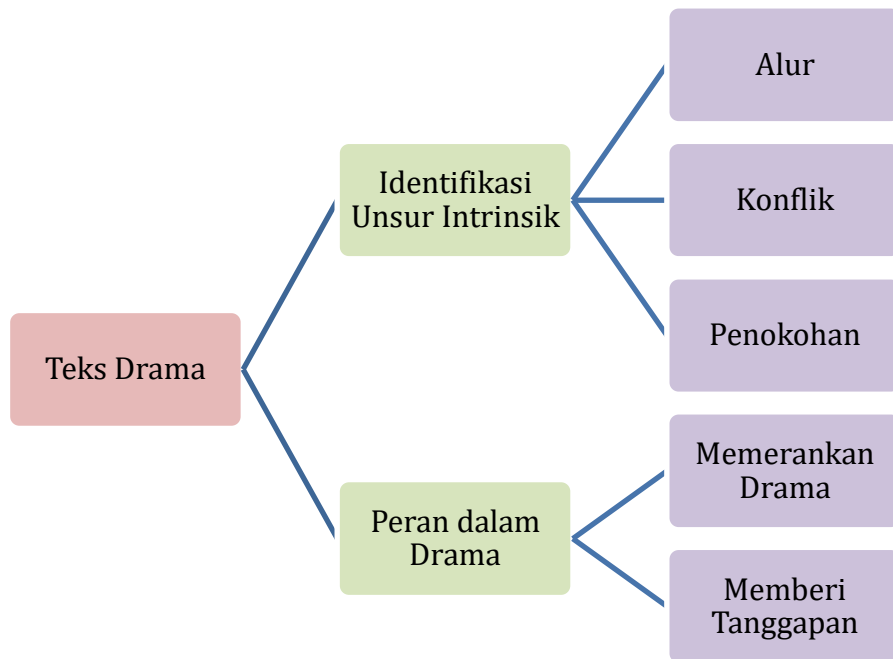 Teks Drama
Identifikasi
Unsur Intrinsik
Alur
Konflik
Penokohan
Peran dalam
Drama
Memerankan
Drama
Memberi
Tanggapan